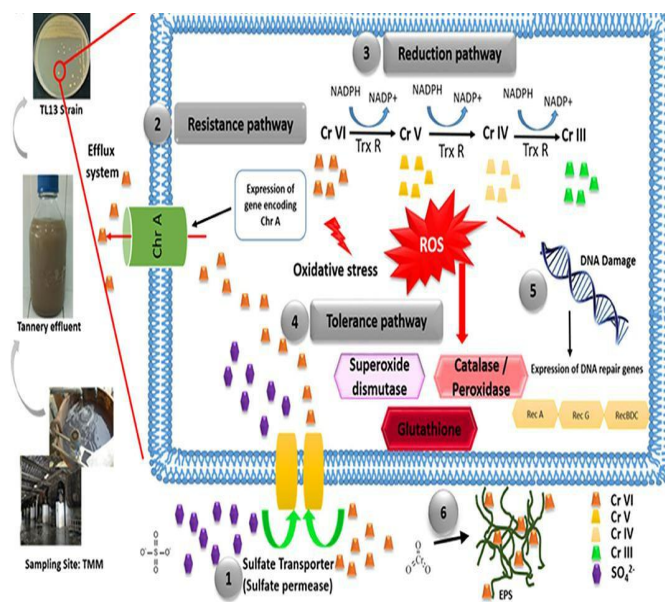 TL13 Strain
Tannery effluent
Sampling Site: TMM
3
Reduction pathway
NADPH
NADP+
NADPH
NADP+
NADPH
NADP+
Cr VI
Trx R
Cr V
Trx R
Cr IV
Trx R
Cr III
2
Resistance pathway
Efflux
system
Chr A
Expression of
gene encoding
Chr A
Oxidative stress
ROS
5
DNA Damage
Expression of DNA repair genes
Rec A
Rec G
RecBDC
4
Tolerance pathway
Superoxide
dismutase
Catalase /
Peroxidase
Glutathione
1
Sulfate Transporter
(Sulfate permease)
O
O
S
O
O
O
Cr
O
O
6
EPS
Cr VI
Cr V
Cr IV
Cr III
SO₄²⁻